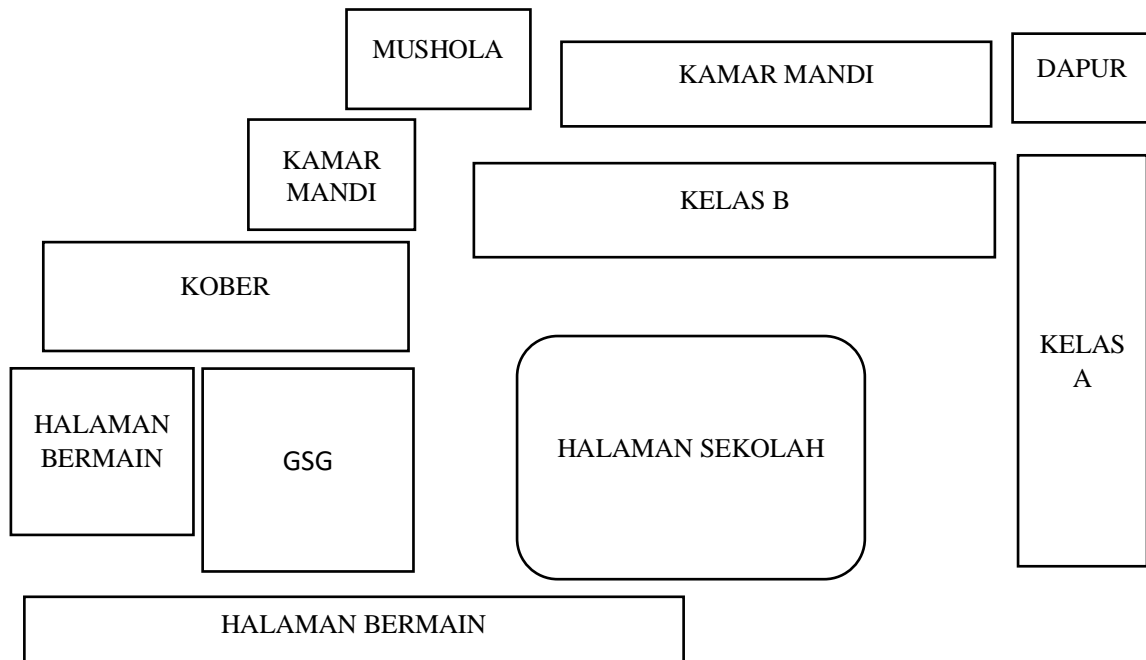 MUSHOLA
KAMAR MANDI
DAPUR
KAMAR
MANDI
KELAS B
KOBER
KELAS
A
HALAMAN
BERMAIN
GSG
HALAMAN SEKOLAH
HALAMAN BERMAIN